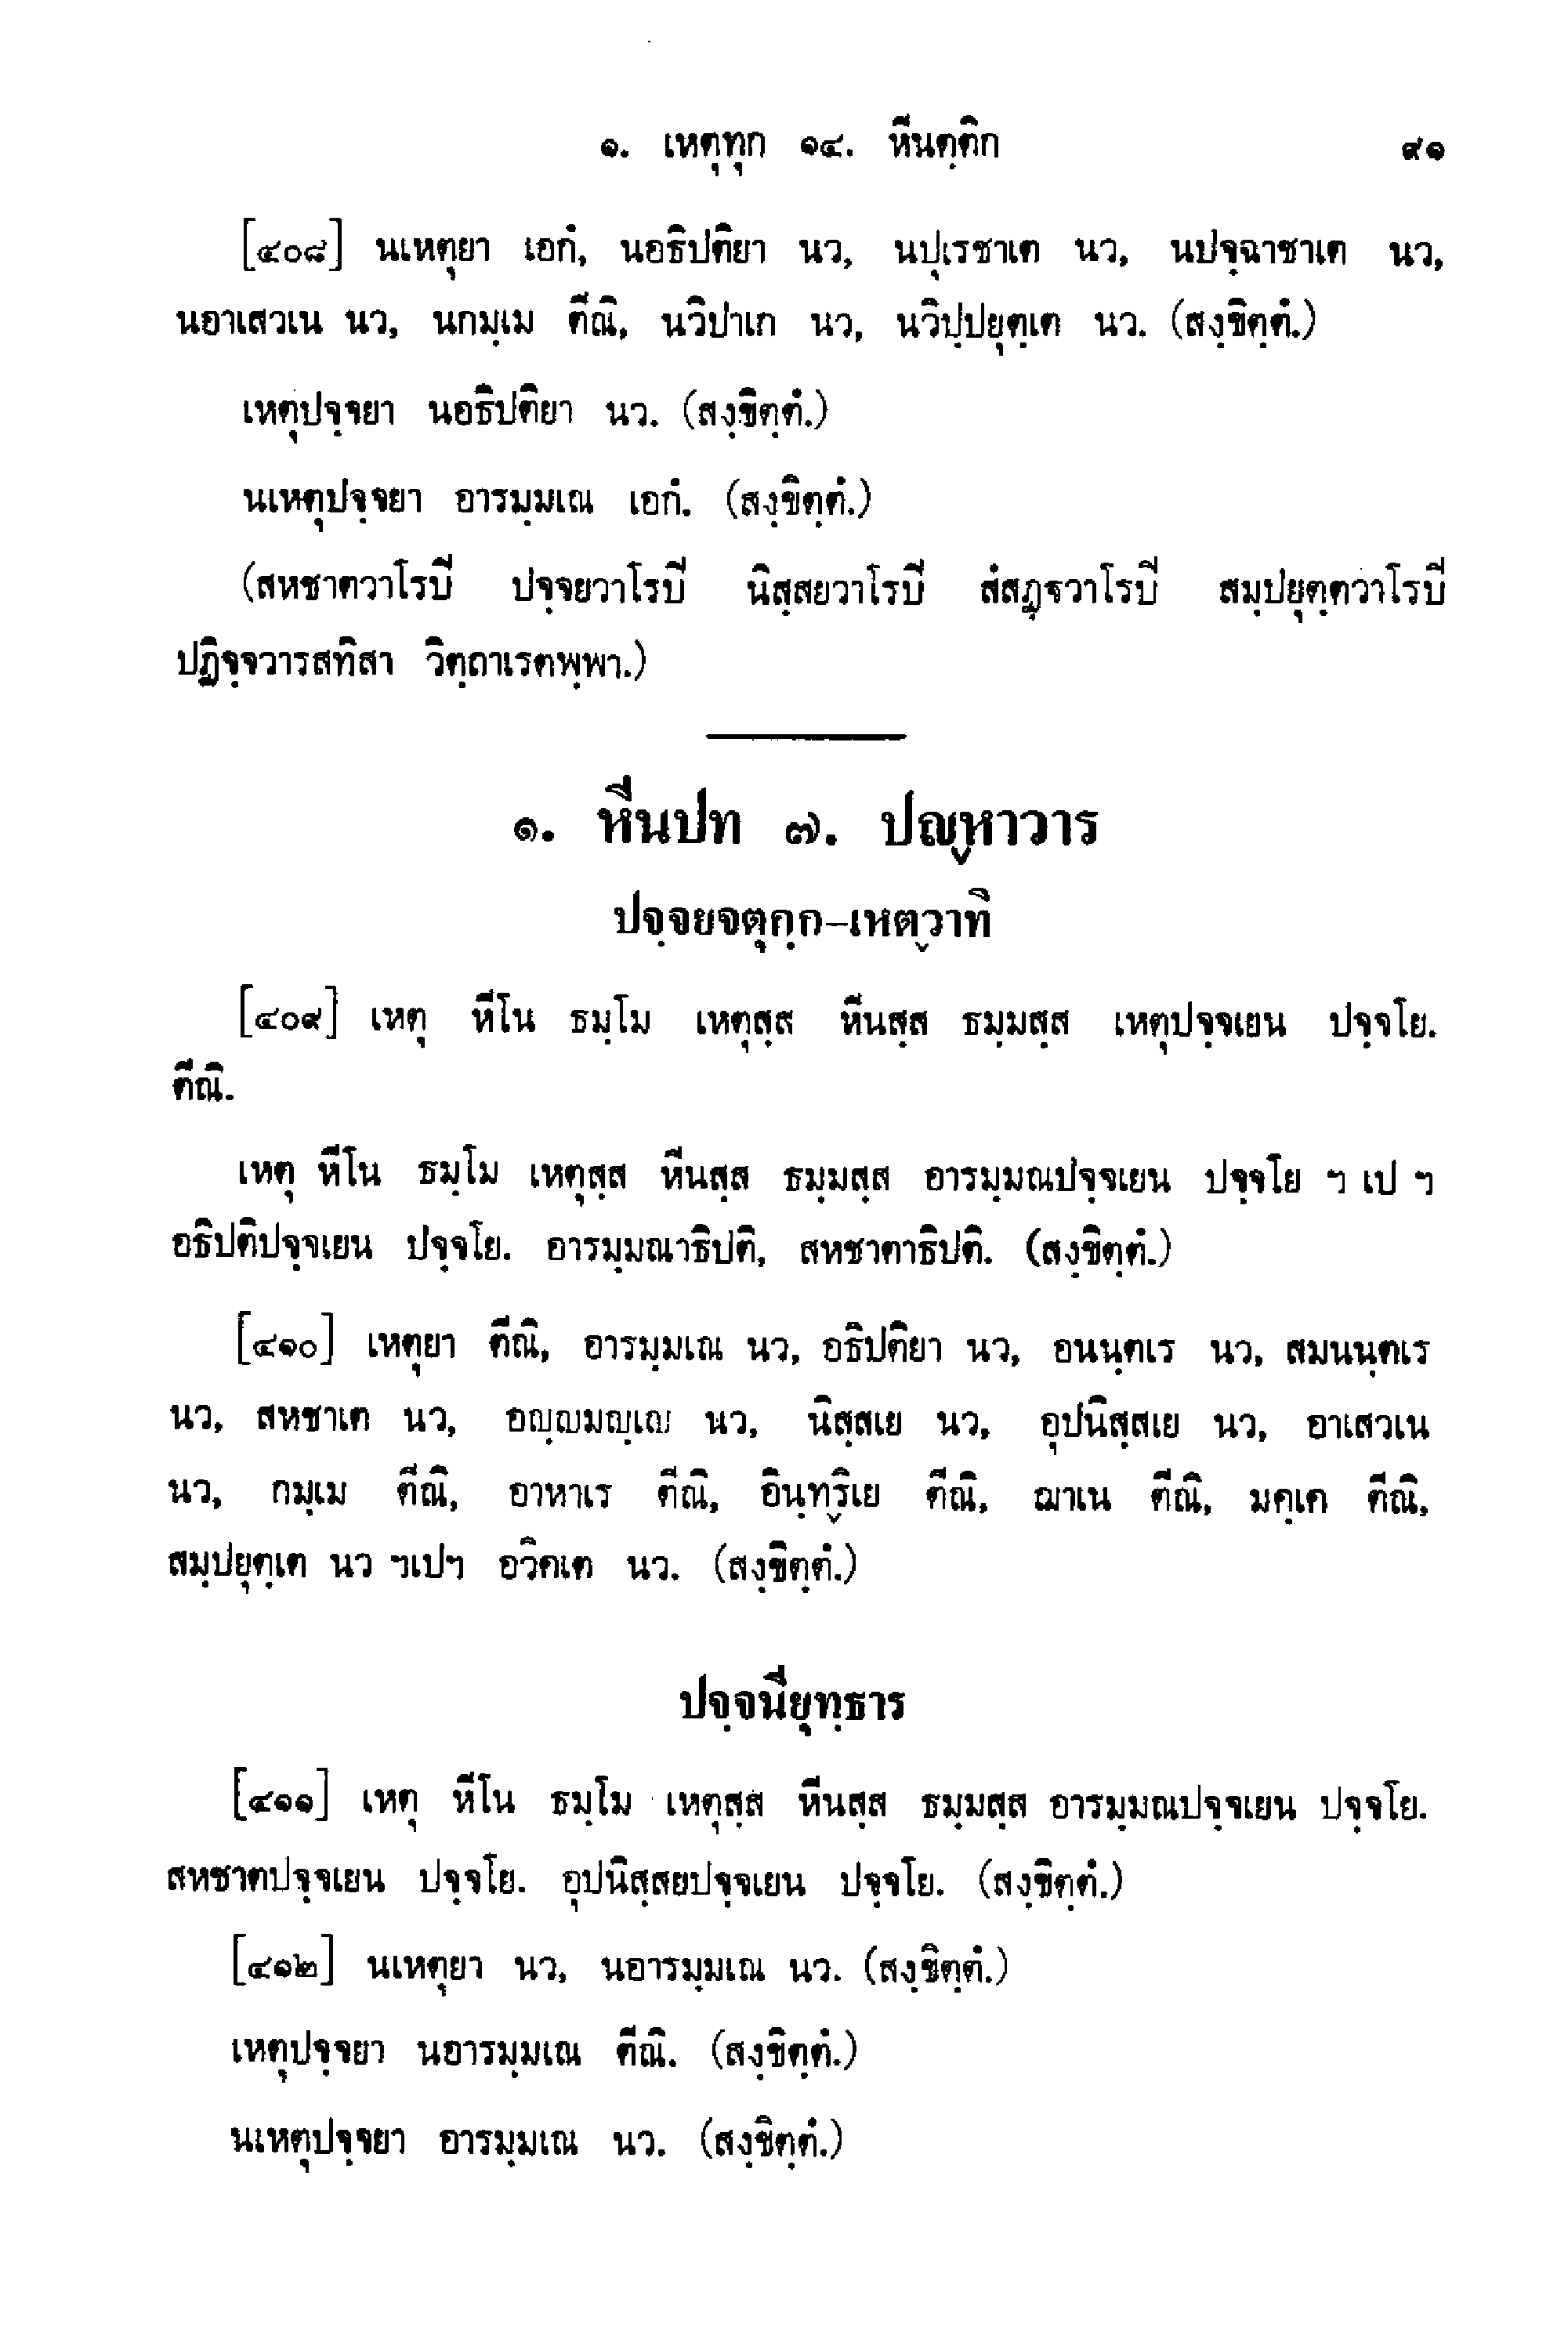 ๑. เหตุทุก ๑๔. หีนตฺติก ๙๑
[๔๐๘] นเหตุยา เอกํ, นอธิปติยา นว, นปุเรชาเต นว, นปจฺฉาชาเต นว,
นอาเสวเน นว, นกมฺเม ตีณิ, นวิปาเก นว, นวิปฺปยุตฺเต นว. (สงฺขิตฺตํ.)
เหตุปจฺจยา นอธิปติยา นว. (สงฺขิตฺตํ.)
นเหตุปจฺจยา อารมฺมเณ เอกํ. (สงฺขิตฺตํ.)
(สหชาตวาโรปี ปจฺจยวาโรปี นิสฺสยวาโรปี สํสฏฺฐวาโรปี สมฺปยุตฺตวาโรปี
ปฏิจฺจวารสทิสา วิตฺถาเรตพฺพา.)
๑. หีนปท ๗. ปญฺหาวาร
ปจฺจยจตุกฺก-เหตฺวาทิ
[๔๐๙] เหตุ หีโน ธมฺโม เหตุสฺส หีนสฺส ธมฺมสฺส เหตุปจฺจเยน ปจฺจโย.
ตีณิ.
เหตุ หีโน ธมฺโม เหตุสฺส หีนสฺส ธมฺมสฺส อารมฺมณปจฺจเยน ปจฺจโย ฯ เป ฯ
อธิปติปจฺจเยน ปจฺจโย. อารมฺมณาธิปติ, สหชาตาธิปติ. (สงฺขิตฺตํ.)
[๔๑๐] เหตุยา ตีณิ, อารมฺมเณ นว, อธิปติยา นว, อนนฺตเร นว, สมนนฺตเร
นว, สหชาเต นว, อญฺญมญฺเญ นว, นิสฺสเย นว, อุปนิสฺสเย นว, อาเสวเน
นว, กมฺเม ตีณิ, อาหาเร ตีณิ, อินฺทฺริเย ตีณิ, ฌาเน ตีณิ, มคฺเค ตีณิ,
สมฺปยุตฺเต นว ฯเปฯ อวิคเต นว. (สงฺขิตฺตํ.)
ปจฺจนียุทฺธาร
[๔๑๑] เหตุ หีโน ธมฺโม เหตุสฺส หีนสฺส ธมฺมสฺส อารมฺมณปจฺจเยน ปจฺจโย.
สหชาตปจฺจเยน ปจฺจโย. อุปนิสฺสยปจฺจเยน ปจฺจโย. (สงฺขิตฺตํ.)
[๔๑๒] นเหตุยา นว, นอารมฺมเณ นว. (สงฺขิตฺตํ.)
เหตุปจฺจยา นอารมฺมเณ ตีณิ. (สงฺขิตฺตํ.)
นเหตุปจฺจยา อารมฺมเณ นว. (สงฺขิตฺตํ.)